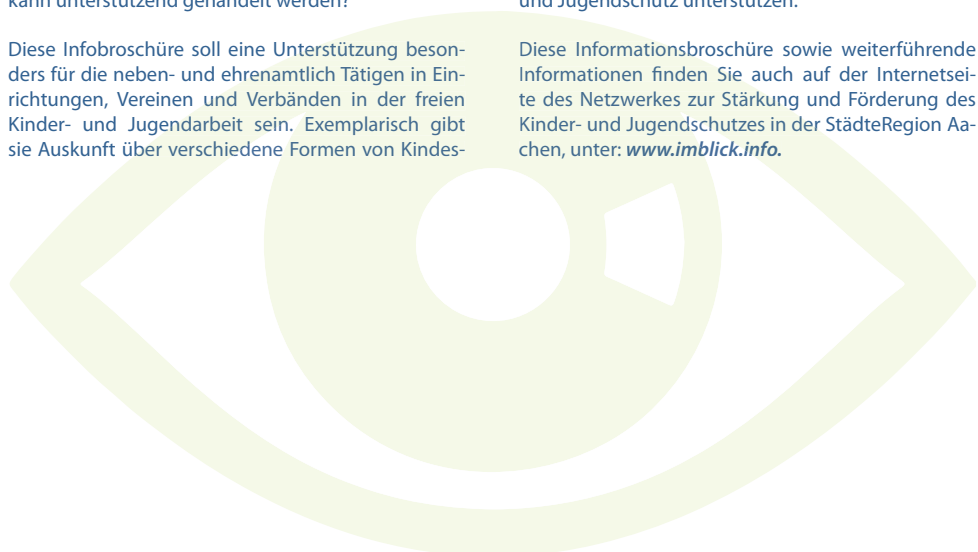 kann unterstützend gehandelt werden?
Diese Infobroschüre soll eine Unterstützung beson-
ders für die neben- und ehrenamtlich Tätigen in Ein-
richtungen, Vereinen und Verbänden in der freien
Kinder- und Jugendarbeit sein. Exemplarisch gibt
sie Auskunft über verschiedene Formen von Kindes-
und Jugendschutz unterstützen.
Diese Informationsbroschüre sowie weiterführende
Informationen finden Sie auch auf der Internetsei-
te des Netzwerkes zur Stärkung und Förderung des
Kinder- und Jugendschutzes in der StädteRegion Aa-
chen, unter: www.imblick.info.